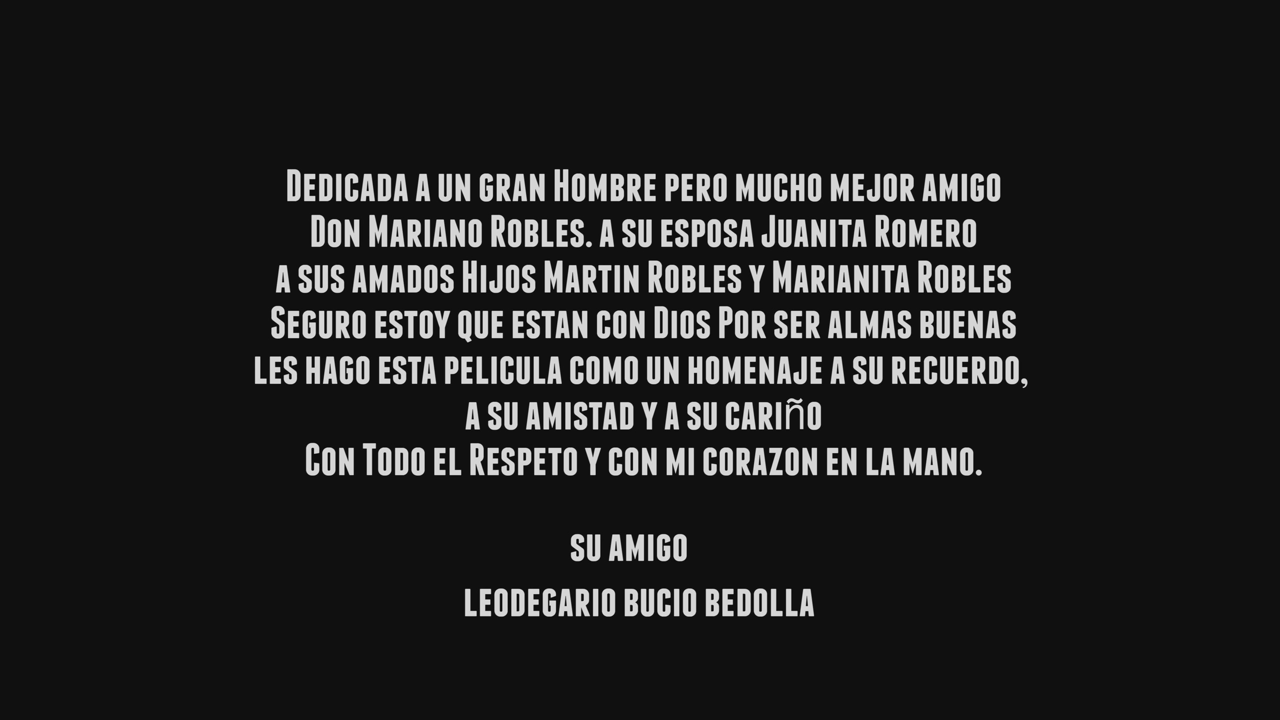 Dedicada a un gran Hombre pero mucho mejor amigo
Don Mariano Robles. a su esposa Juanita Romero
a sus amados Hijos Martin Robles y Marianita Robles
Seguro estoy que estan con Dios Por ser almas buenas
les hago esta pelicula como un homenaje a su recuerdo,
a su amistad y a su cariño
Con Todo el Respeto y con mi corazon en la mano.
su amigo
leodegario bucio bedolla